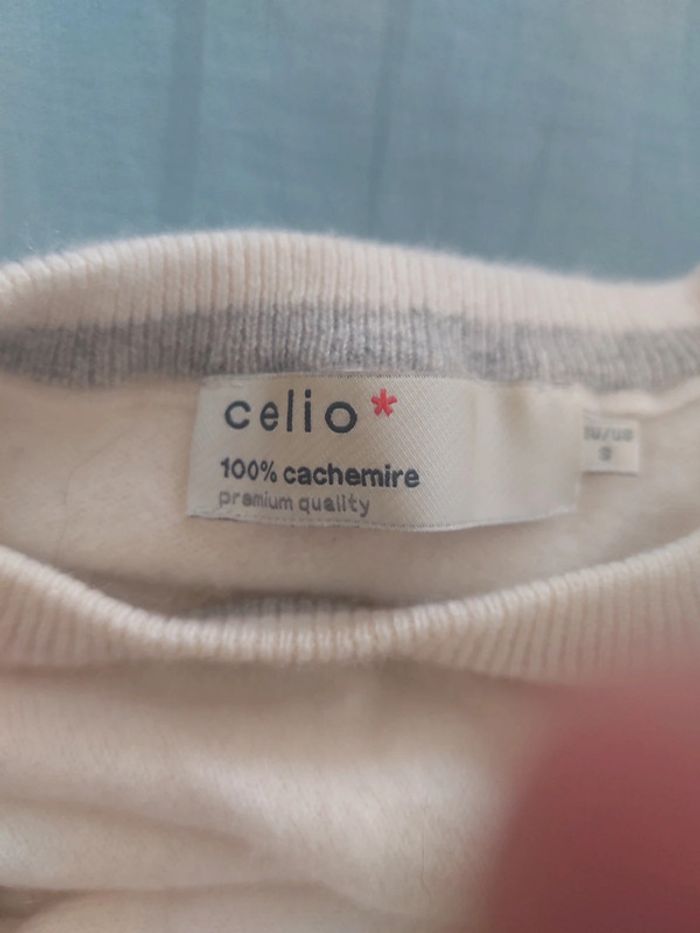 celio*
100% cachemire
premium quality
S